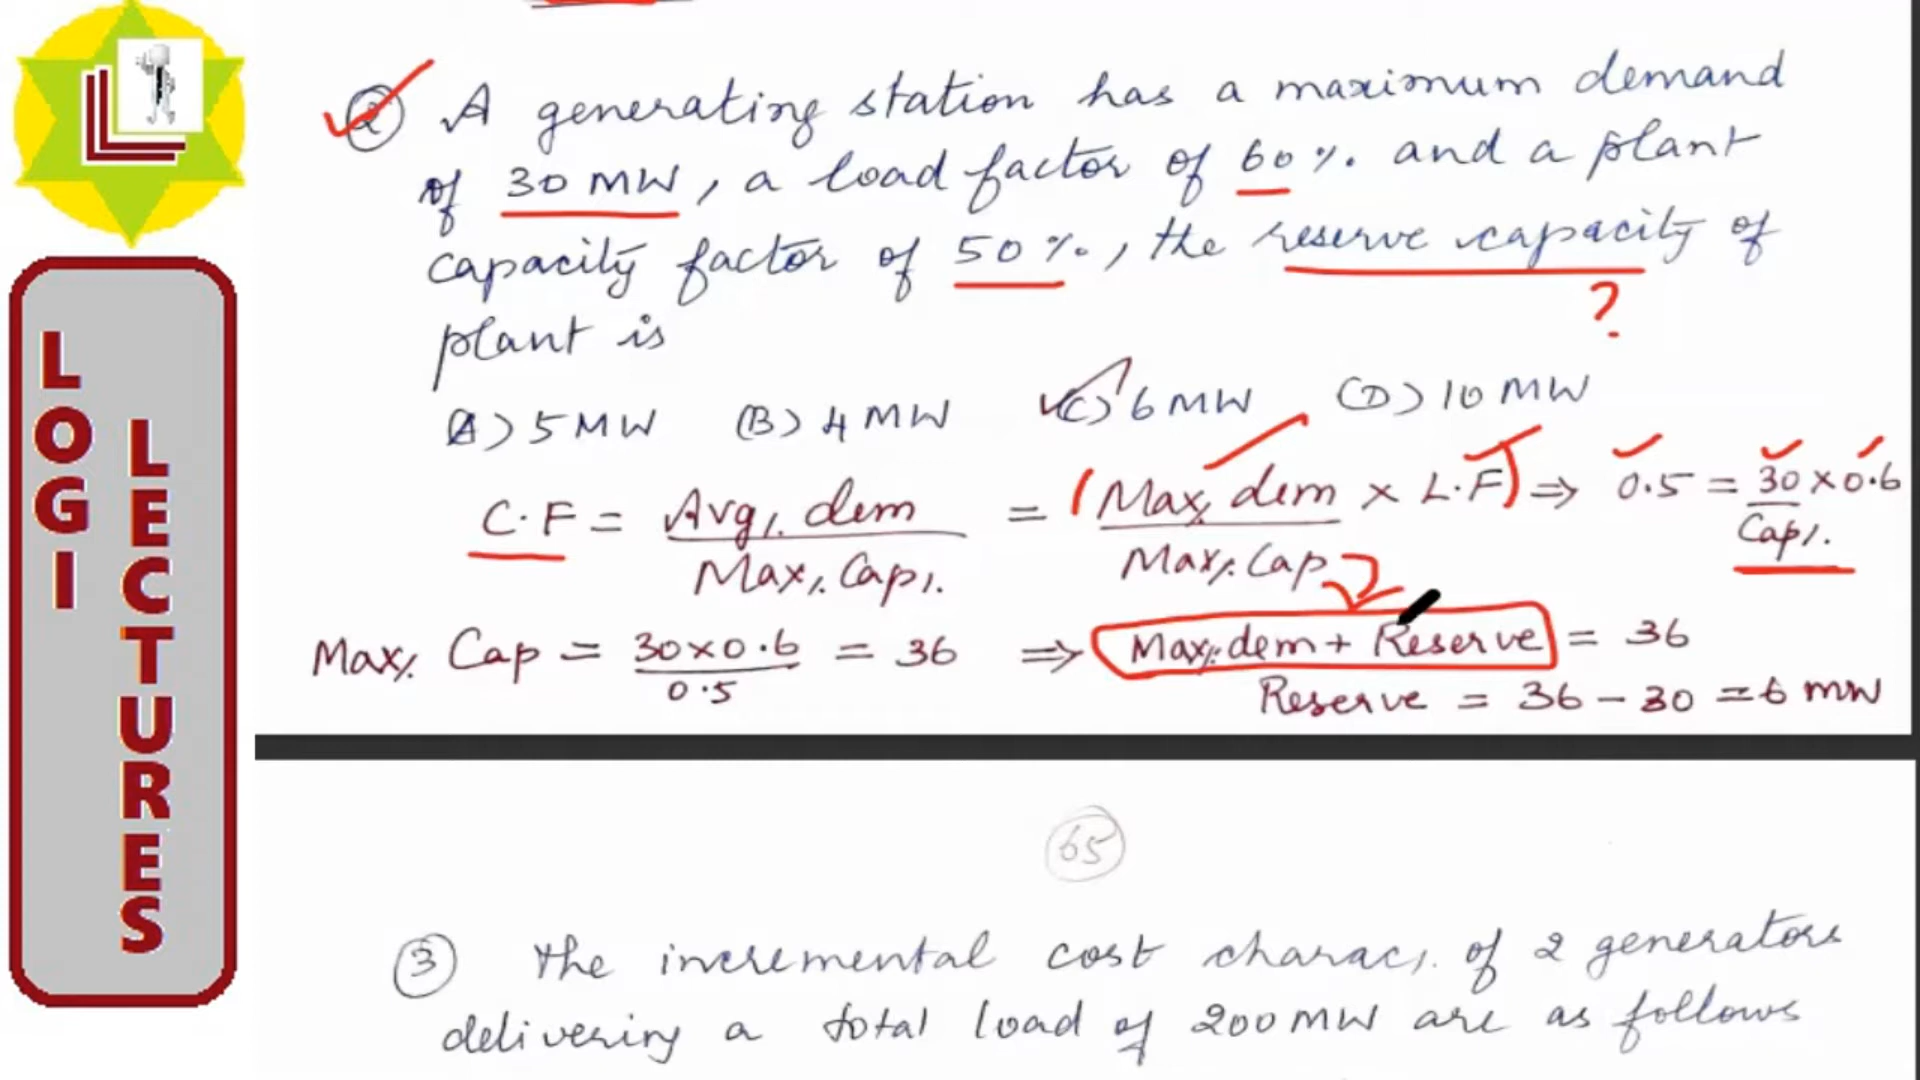 LOGI
LECTURES
② A generating station has a maximum demand
of 30 MW, a load factor of 60%. and a plant
capacity factor of 50%., the reserve capacity of
plant is
?
(A) 5 MW (B) 4 MW (C) 6 MW (D) 10 MW
C.F = Avg. dem / Max. Cap. = (Max. dem × L.F) / Max. Cap ⇒ 0.5 = 30×0.6 / Cap.
Max. Cap = 30×0.6 / 0.5 = 36 ⇒ Max. dem + Reserve = 36
Reserve = 36 - 30 = 6 MW
65
③ The incremental cost charac. of 2 generators
delivering a total load of 200 MW are as follows